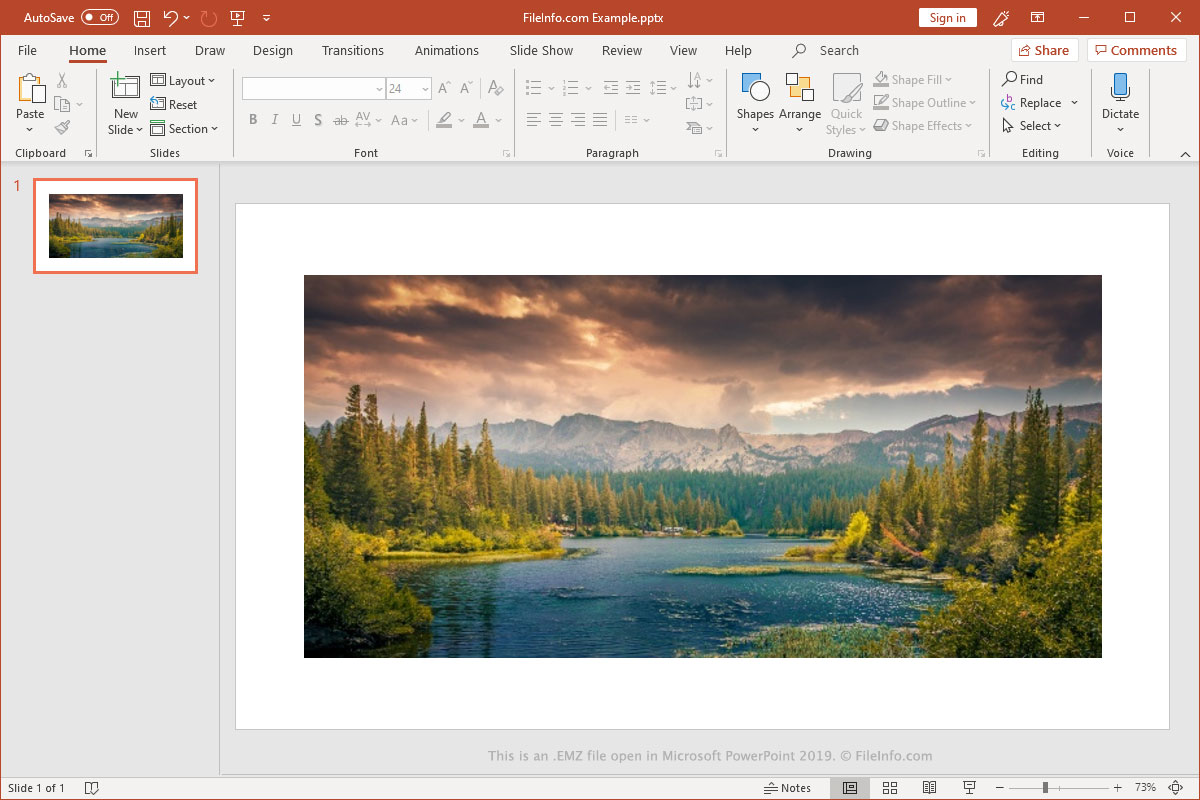 AutoSave Off FileInfo.com Example.pptx Sign in
File Home Insert Draw Design Transitions Animations Slide Show Review View Help Search Share Comments
Paste
Clipboard
New
Slide
Layout
Reset
Section
Slides
24
B I U S ab AV Aa A
Font
Paragraph
Shapes
Arrange
Quick
Styles
Shape Fill
Shape Outline
Shape Effects
Drawing
Find
Replace
Select
Editing
Dictate
Voice
1
This is an .EMZ file open in Microsoft PowerPoint 2019. © FileInfo.com
Slide 1 of 1 Notes 73%